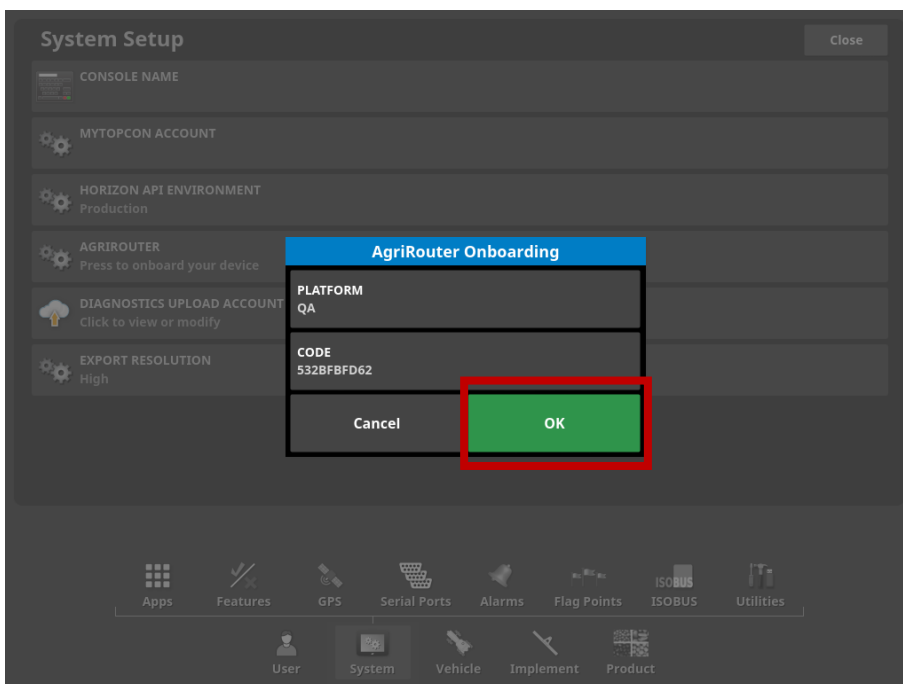 System Setup
Close
CONSOLE NAME
MYTOPCON ACCOUNT
HORIZON API ENVIRONMENT
Production
AGRIROUTER
Press to onboard your device
DIAGNOSTICS UPLOAD ACCOUNT
Click to view or modify
EXPORT RESOLUTION
High
AgriRouter Onboarding
PLATFORM
QA
CODE
532BFBFD62
Cancel OK
Apps Features GPS Serial Ports Alarms Flag Points ISOBUS Utilities
ISOBUS
User System Vehicle Implement Product